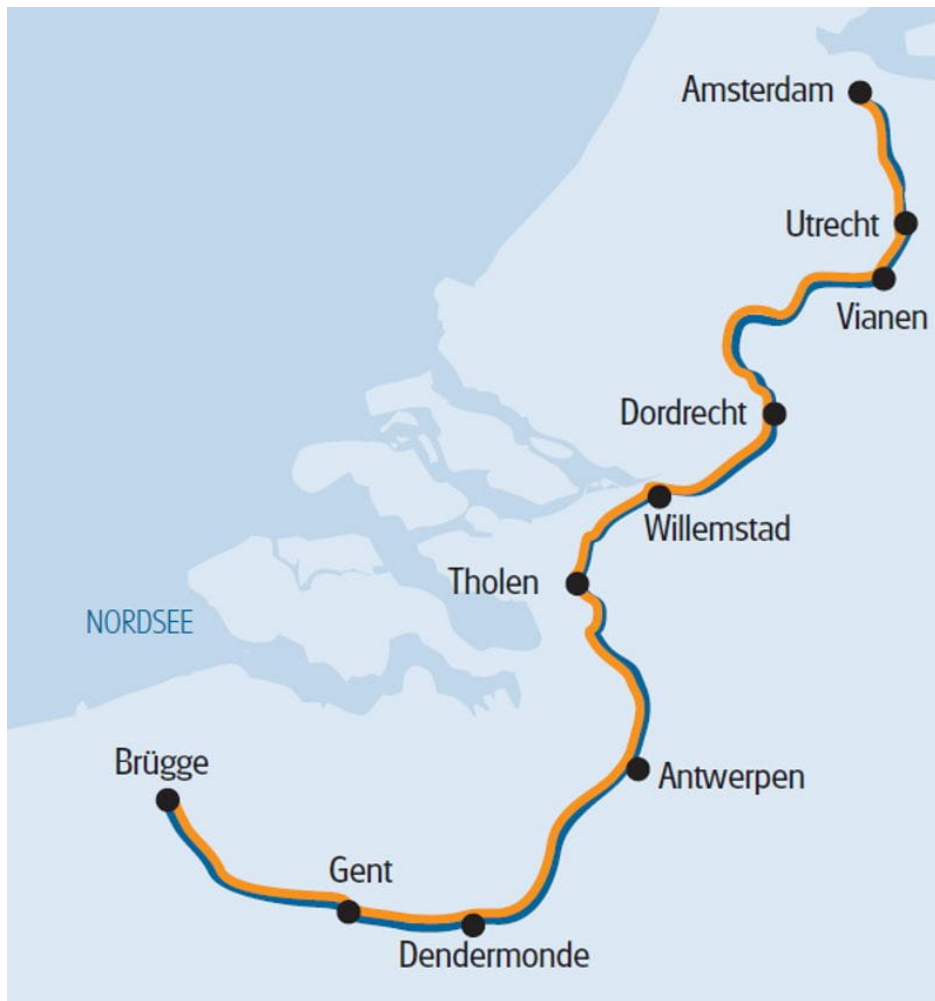 Amsterdam
Utrecht
Vianen
Dordrecht
Willemstad
Tholen
NORDSEE
Brügge
Antwerpen
Gent
Dendermonde